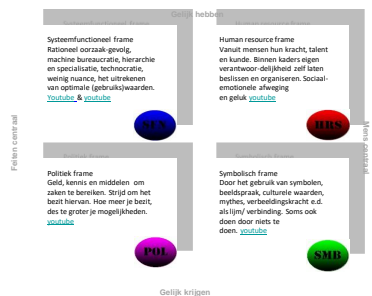 Gelijk hebben
Systeemfunctioneel frame
Rationeel oorzaak-gevolg,
machine bureaucratie, hierarchie
en specialisatie, technocratie,
weinig nuance, het uitrekenen
van optimale (gebruiks)waarden.
Youtube & youtube
SFN
Human resource frame
Vanuit mensen hun kracht, talent
en kunde. Binnen kaders eigen
verantwoor-delijkheid zelf laten
beslissen en organiseren. Sociaal-
emotionele afweging
en geluk youtube
HRS
Feiten centraal
Mens centraal
Politiek frame
Geld, kennis en middelen om
zaken te bereiken. Strijd om het
bezit hiervan. Hoe meer je bezit,
des te groter je mogelijkheden.
youtube
POL
Symbolisch frame
Door het gebruik van symbolen,
beeldspraak, culturele waarden,
mythes, verbeeldingskracht e.d.
als lijm/ verbinding. Soms ook
doen door niets te
doen. youtube
SMB
Gelijk krijgen